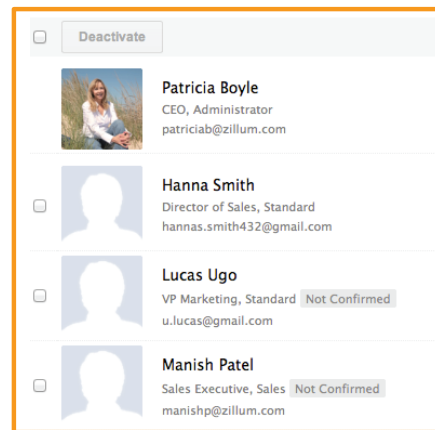 Deactivate
Patricia Boyle
CEO, Administrator
patriciab@zillum.com
Hanna Smith
Director of Sales, Standard
hannas.smith432@gmail.com
Lucas Ugo
VP Marketing, Standard Not Confirmed
u.lucas@gmail.com
Manish Patel
Sales Executive, Sales Not Confirmed
manishp@zillum.com